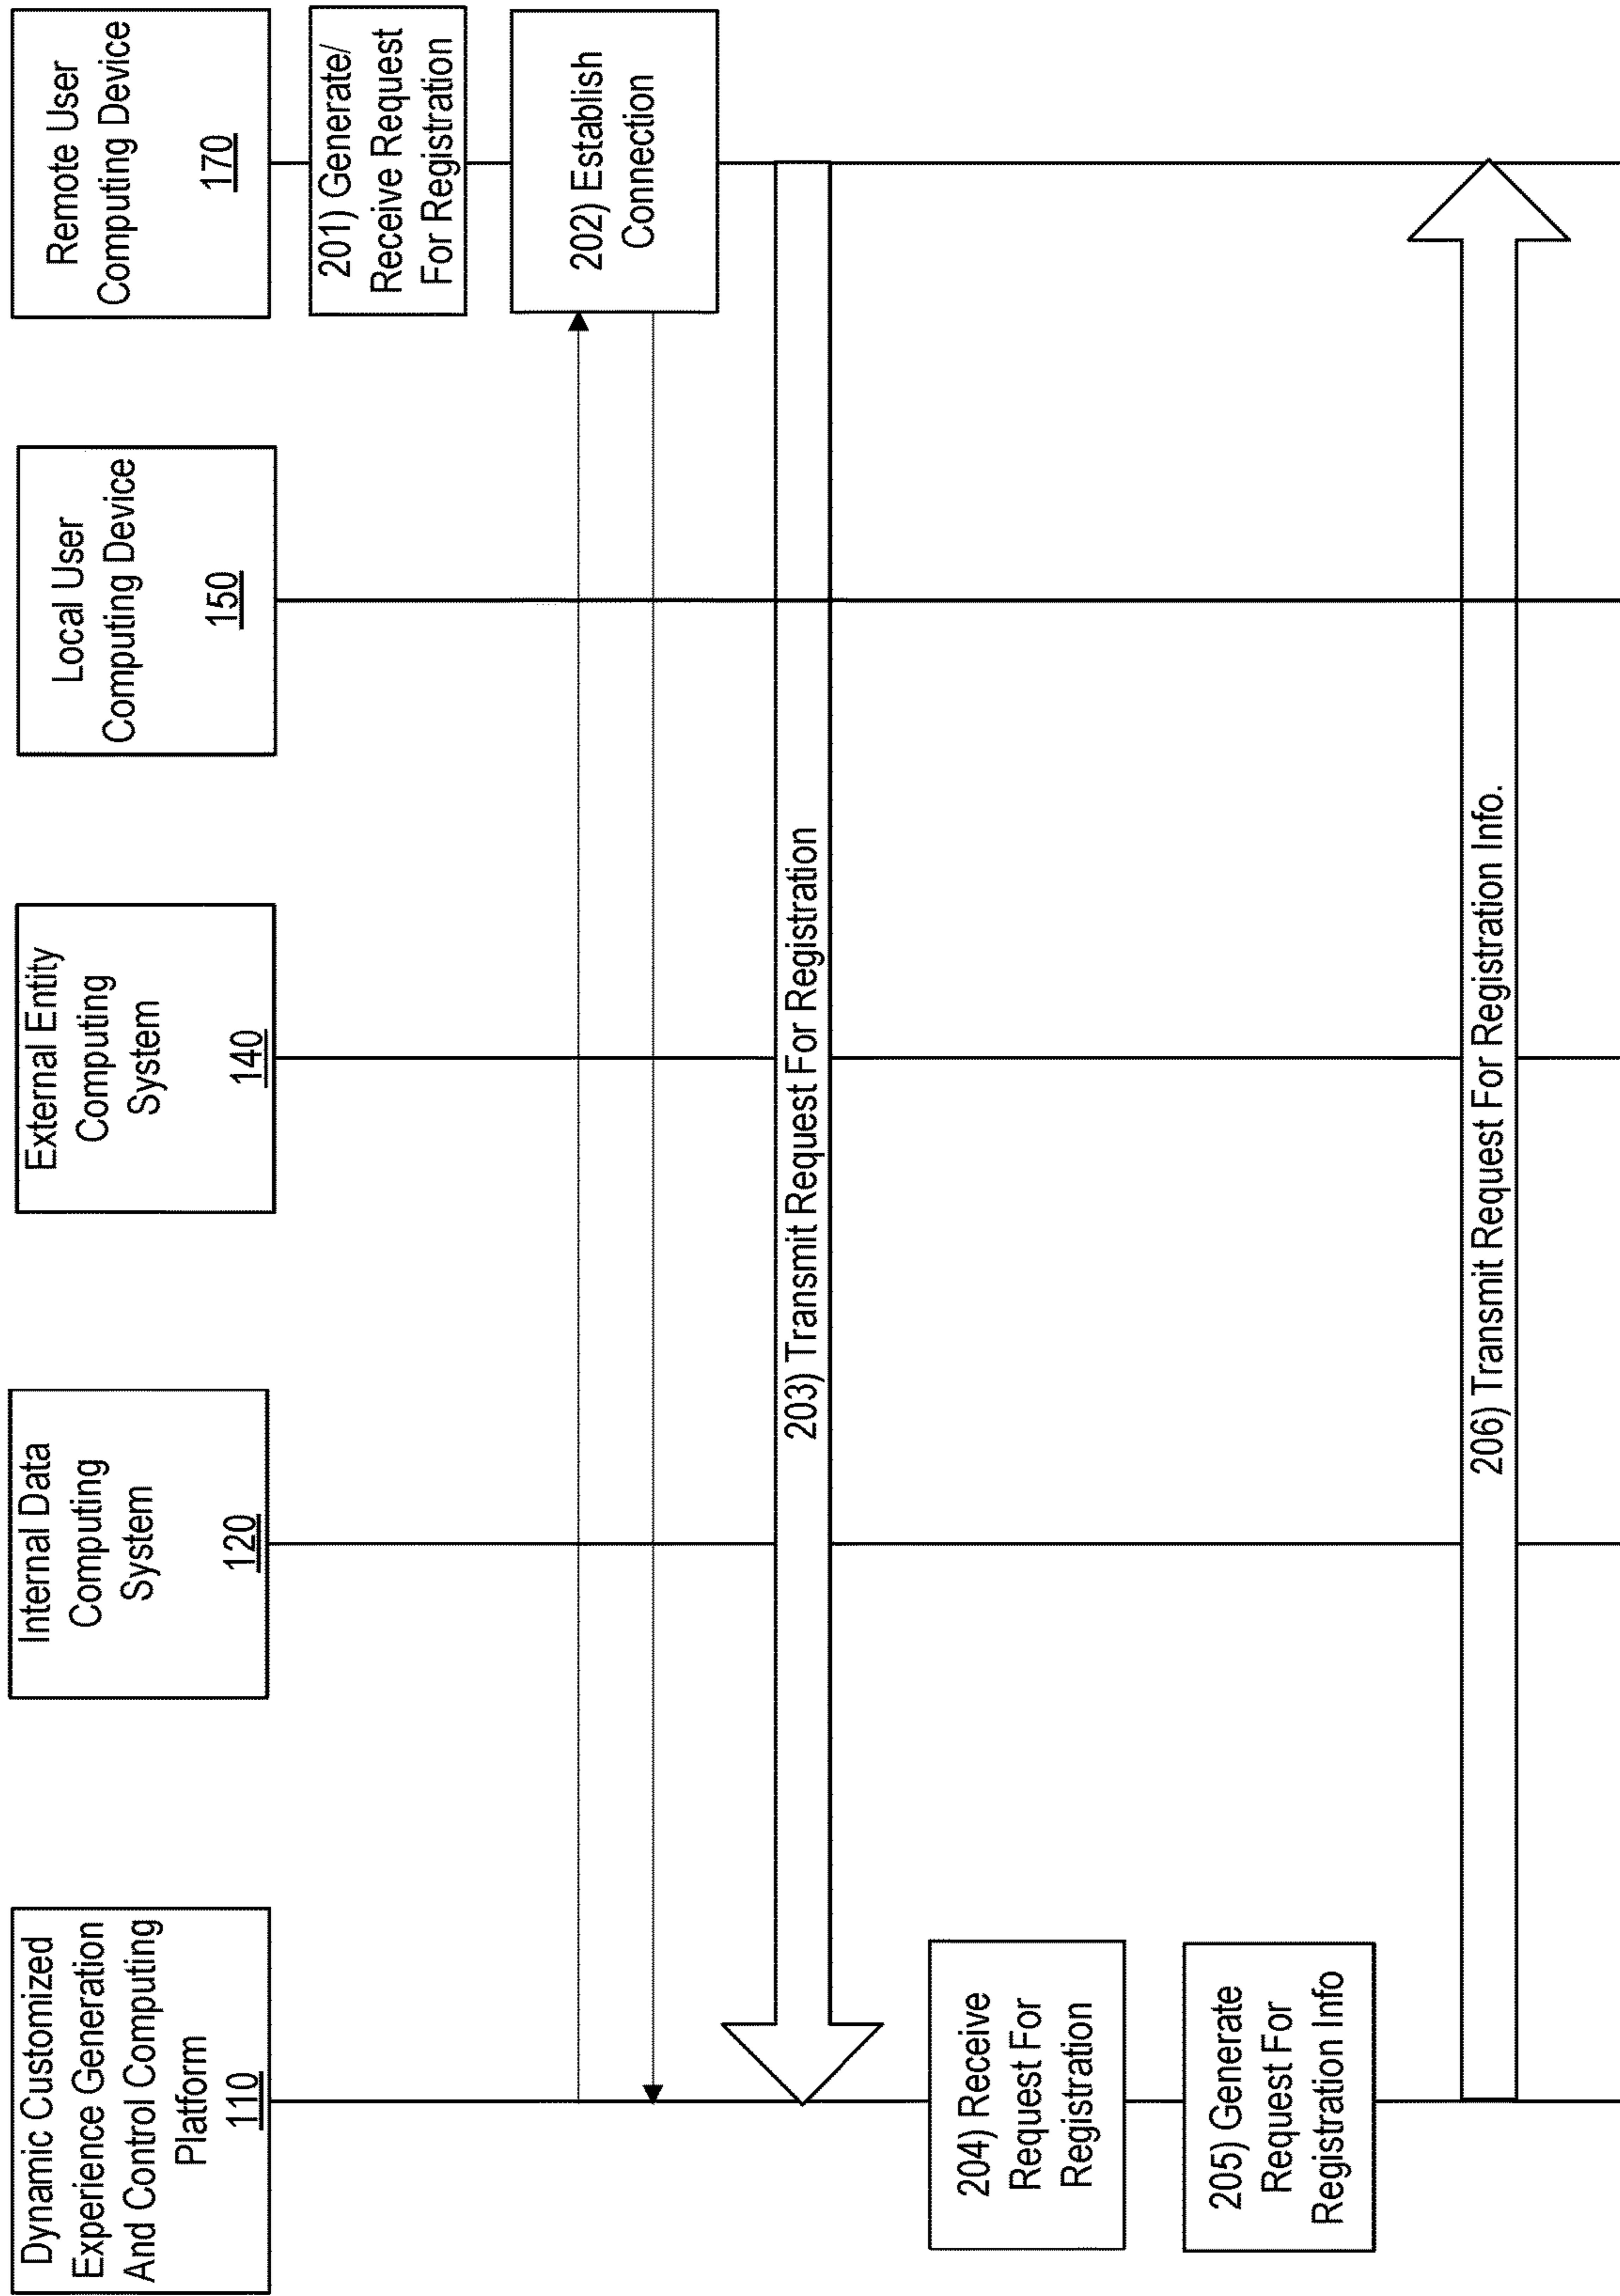 Dynamic Customized
Experience Generation
And Control Computing
Platform
110
Internal Data
Computing
System
120
External Entity
Computing
System
140
Local User
Computing Device
150
Remote User
Computing Device
170
201) Generate/
Receive Request
For Registration
202) Establish
Connection
203) Transmit Request For Registration
204) Receive
Request For
Registration
205) Generate
Request For
Registration Info
206) Transmit Request For Registration Info.